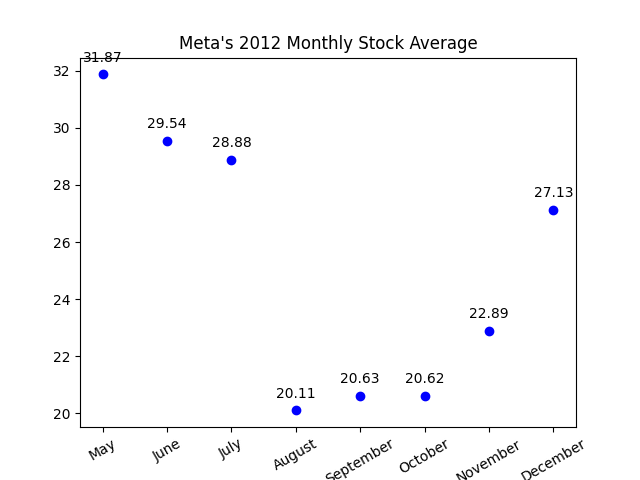 Meta's 2012 Monthly Stock Average
31.87
29.54
28.88
20.11
20.63
20.62
22.89
27.13
32
30
28
26
24
22
20
May
June
July
August
September
October
November
December